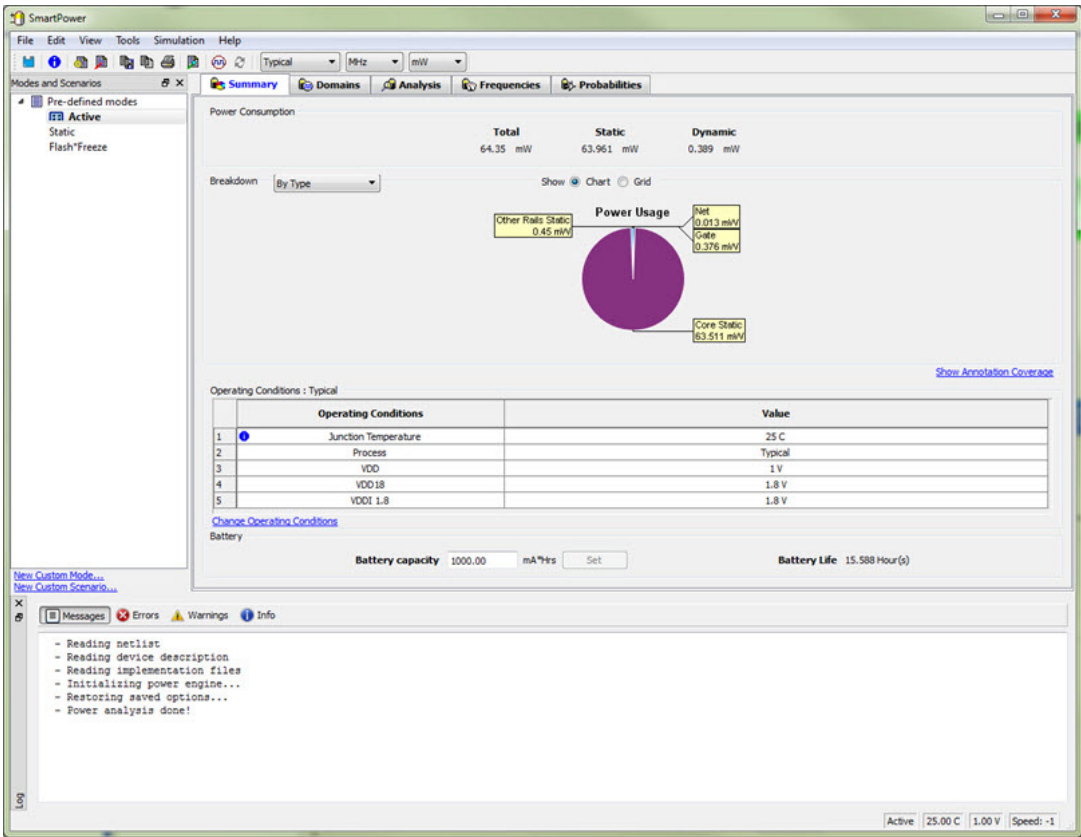 SmartPower
File Edit View Tools Simulation Help
Typical MHz mW
Modes and Scenarios
Summary Domains Analysis Frequencies Probabilities
Pre-defined modes
Active
Static
Flash*Freeze
Power Consumption
Total Static Dynamic
64.35 mW 63.961 mW 0.389 mW
Breakdown By Type Show Chart Grid
Power Usage
Other Rails Static
0.45 mW
Net
0.013 mW
Gate
0.376 mW
Core Static
63.511 mW
Show Annotation Coverage
Operating Conditions : Typical
Operating Conditions Value
1 Junction Temperature 25 C
2 Process Typical
3 VDD 1 V
4 VDD18 1.8 V
5 VDDI 1.8 1.8 V
Change Operating Conditions
Battery
Battery capacity 1000.00 mA*Hrs Set Battery Life 15.588 Hour(s)
New Custom Mode...
New Custom Scenario...
Messages Errors Warnings Info
- Reading netlist
- Reading device description
- Reading implementation files
- Initializing power engine...
- Restoring saved options...
- Power analysis done!
Log
Active 25.00 C 1.00 V Speed: -1